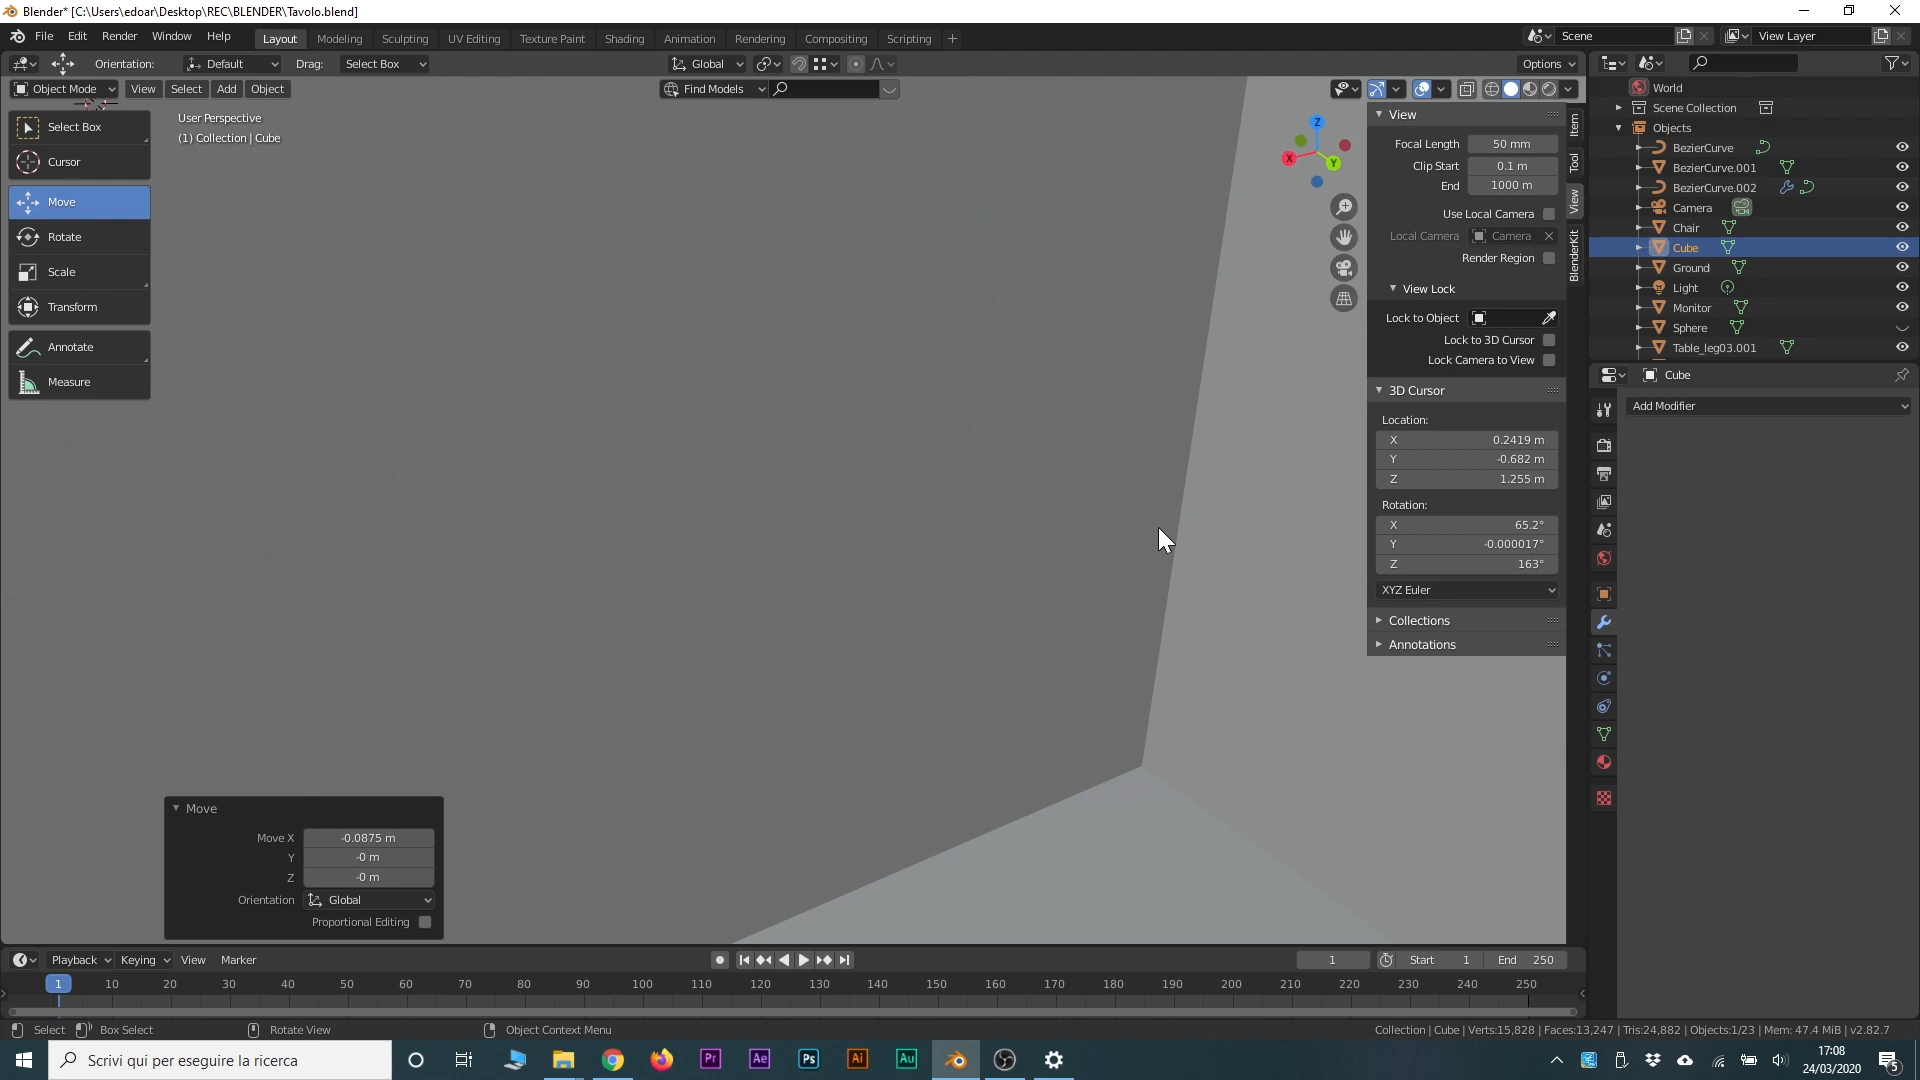 Blender* [C:\Users\edoar\Desktop\REC\BLENDER\Tavolo.blend]
File Edit Render Window Help
Layout Modeling Sculpting UV Editing Texture Paint Shading Animation Rendering Compositing Scripting +
Scene
View Layer
Orientation: Default Drag: Select Box
Global
Options
Object Mode View Select Add Object
Find Models
User Perspective
(1) Collection | Cube
Select Box
Cursor
Move
Rotate
Scale
Transform
Annotate
Measure
Z
X
Y
View
Focal Length 50 mm
Clip Start 0.1 m
End 1000 m
Use Local Camera
Local Camera Camera
Render Region
View Lock
Lock to Object
Lock to 3D Cursor
Lock Camera to View
3D Cursor
Location:
X 0.2419 m
Y -0.682 m
Z 1.255 m
Rotation:
X 65.2°
Y -0.000017°
Z 163°
XYZ Euler
Collections
Annotations
Item
Tool
View
BlenderKit
World
Scene Collection
Objects
BezierCurve
BezierCurve.001
BezierCurve.002
Camera
Chair
Cube
Ground
Light
Monitor
Sphere
Table_leg03.001
Cube
Add Modifier
Move
Move X -0.0875 m
Y -0 m
Z -0 m
Orientation Global
Proportional Editing
Playback Keying View Marker
1
Start 1
End 250
1 10 20 30 40 50 60 70 80 90 100 110 120 130 140 150 160 170 180 190 200 210 220 230 240 250
Select Box Select Rotate View Object Context Menu
Collection | Cube | Verts:15,828 | Faces:13,247 | Tris:24,882 | Objects:1/23 | Mem: 47.4 MiB | v2.82.7
Scrivi qui per eseguire la ricerca
Pr Ae Ps Ai Au
17:08
24/03/2020
5